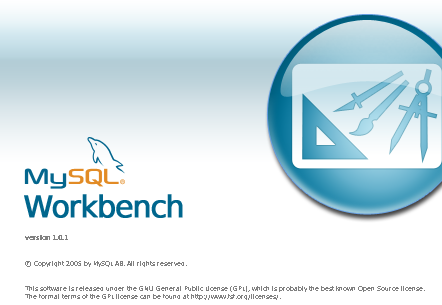 MySQL®
Workbench
version 1.0.1
© Copyright 2005 by MySQL AB. All rights reserved.
This software is released under the GNU General Public License (GPL), which is probably the best known Open Source license.
The formal terms of the GPL license can be found at http://www.fsf.org/licenses/.